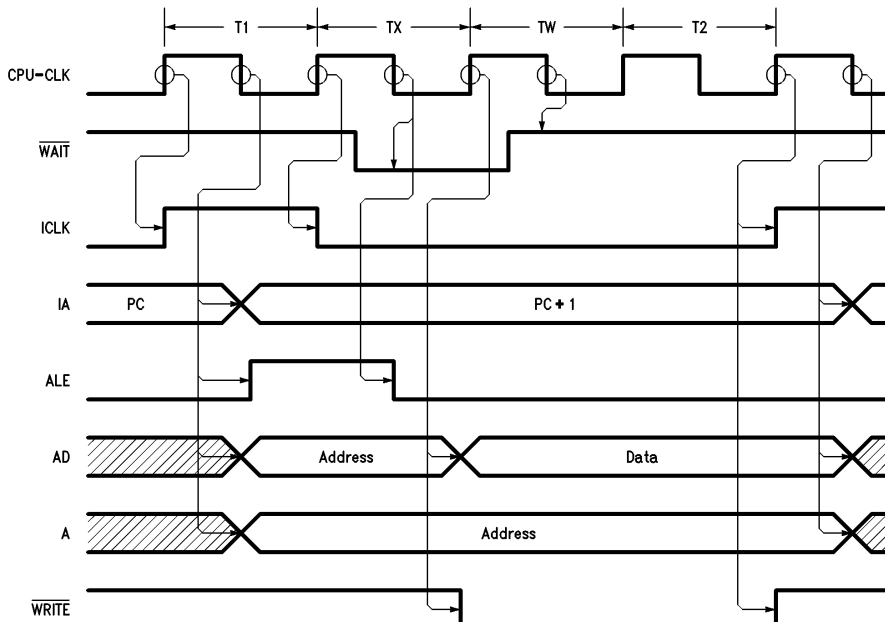 T1 TX TW T2
CPU-CLK
WAIT
ICLK
IA PC PC + 1
ALE
AD Address Data
A Address
WRITE